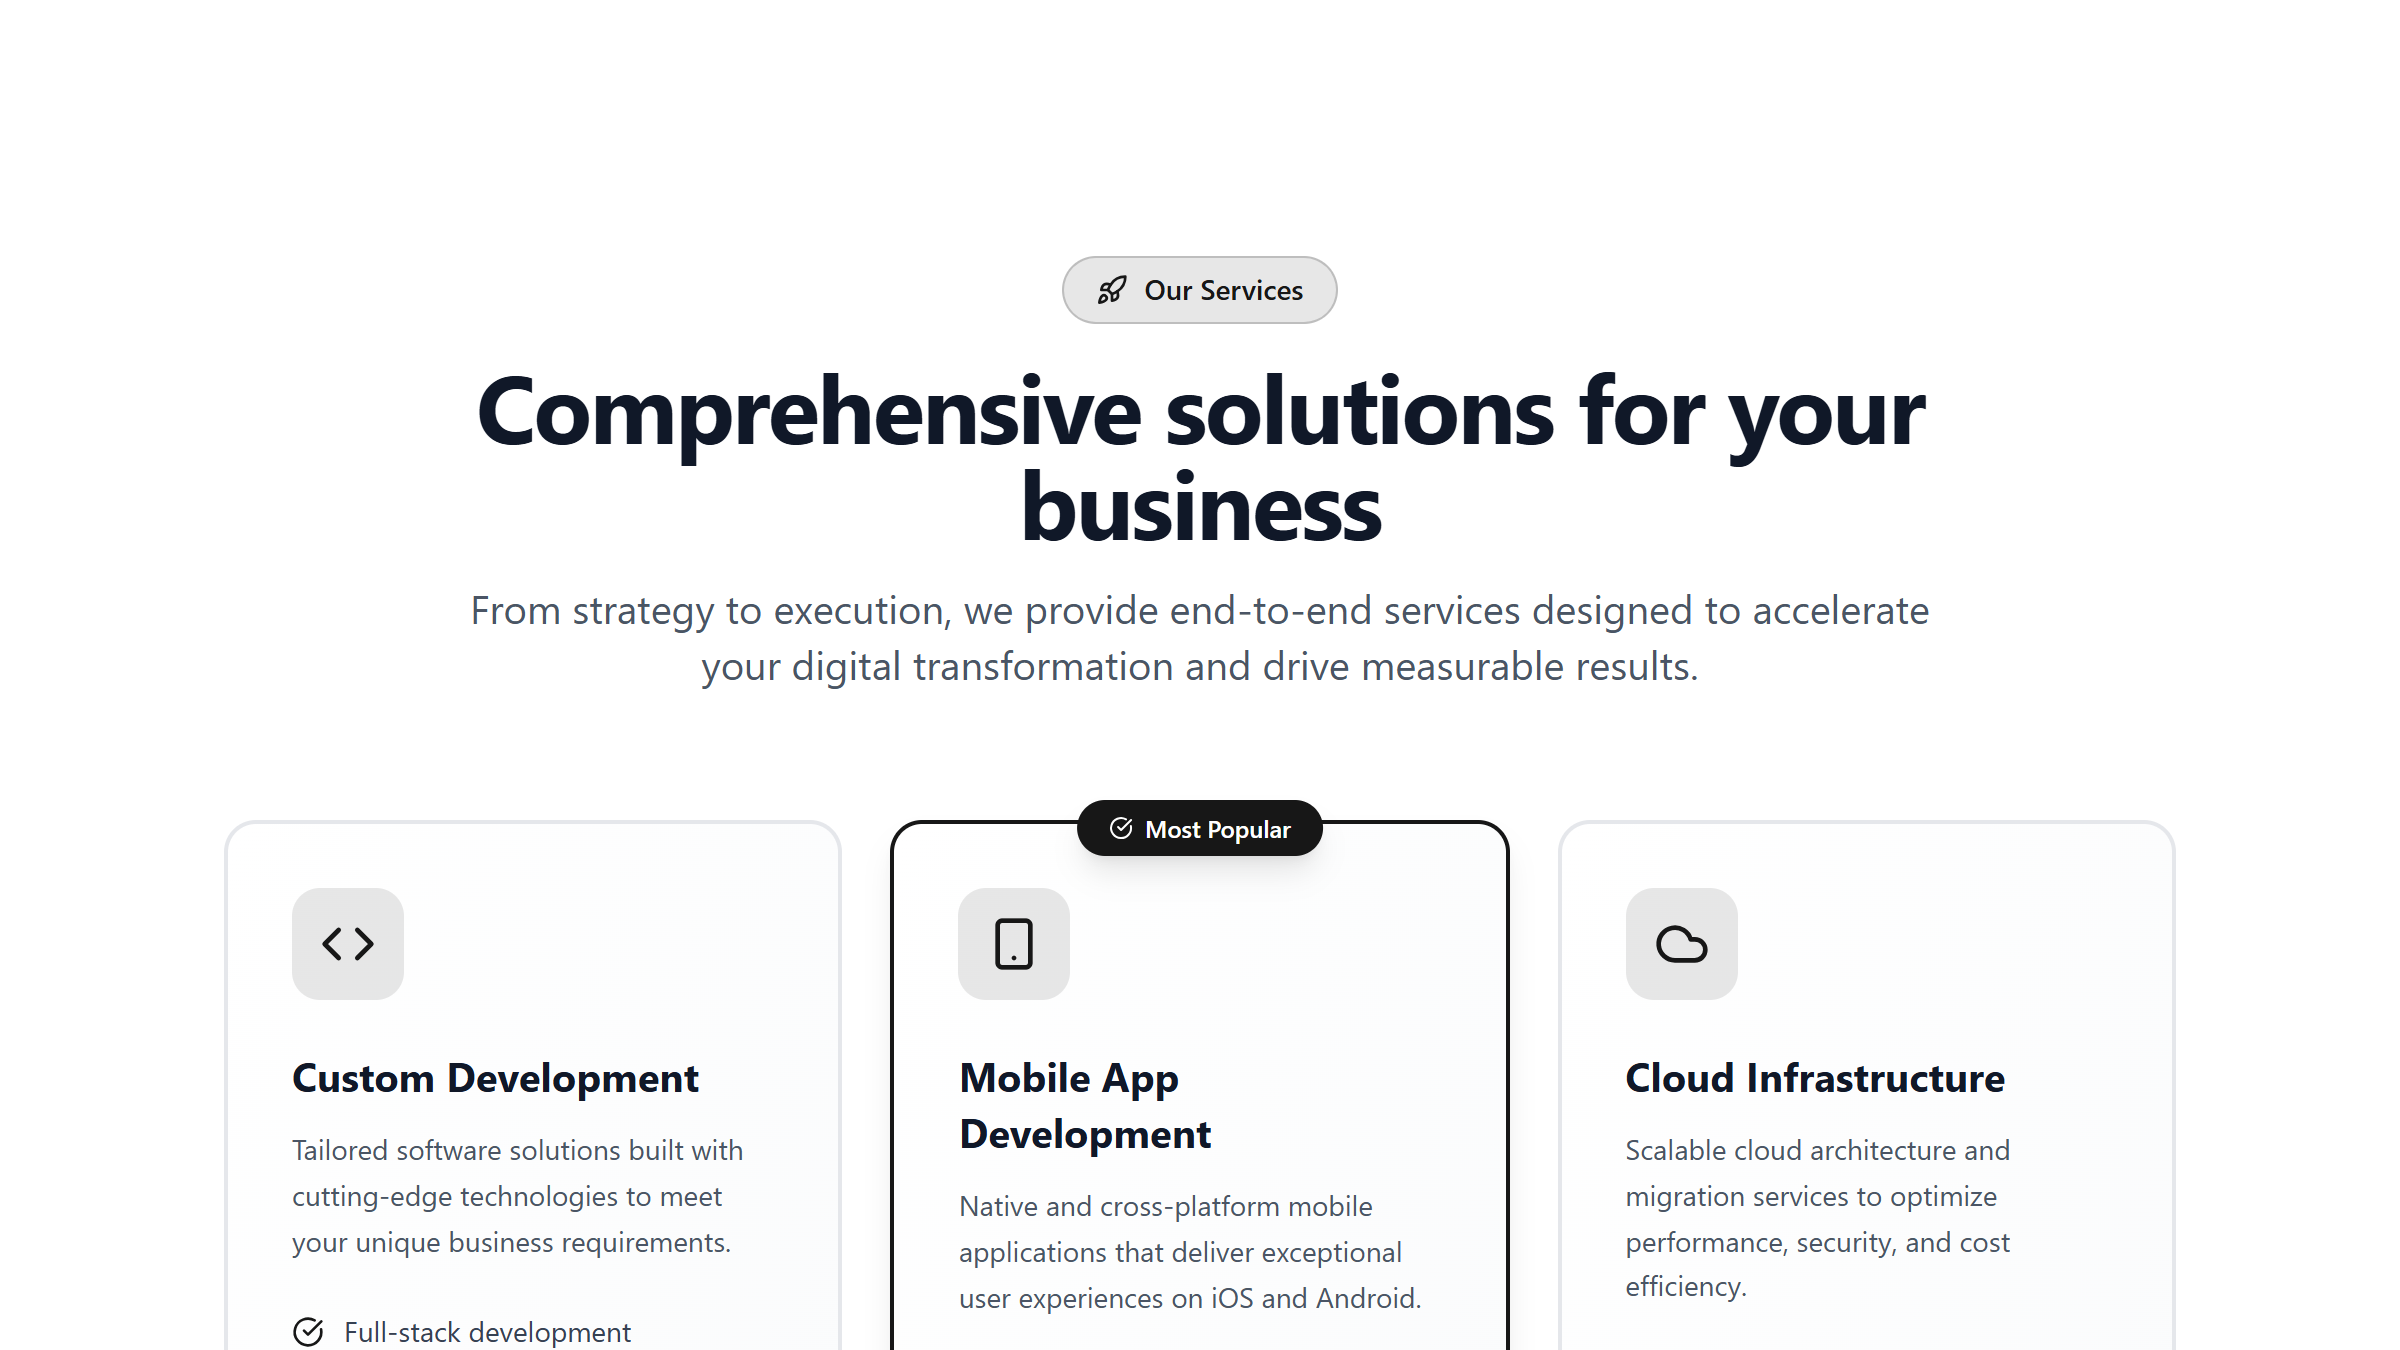 Our Services
Comprehensive solutions for your
business
From strategy to execution, we provide end-to-end services designed to accelerate
your digital transformation and drive measurable results.
Custom Development
Tailored software solutions built with
cutting-edge technologies to meet
your unique business requirements.
Full-stack development
Most Popular
Mobile App
Development
Native and cross-platform mobile
applications that deliver exceptional
user experiences on iOS and Android.
Cloud Infrastructure
Scalable cloud architecture and
migration services to optimize
performance, security, and cost
efficiency.